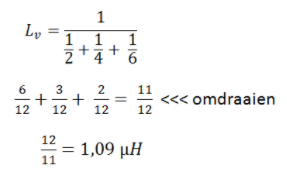 L_v = 1 / (1/2 + 1/4 + 1/6)
6/12 + 3/12 + 2/12 = 11/12 <<< omdraaien
12/11 = 1,09 μH